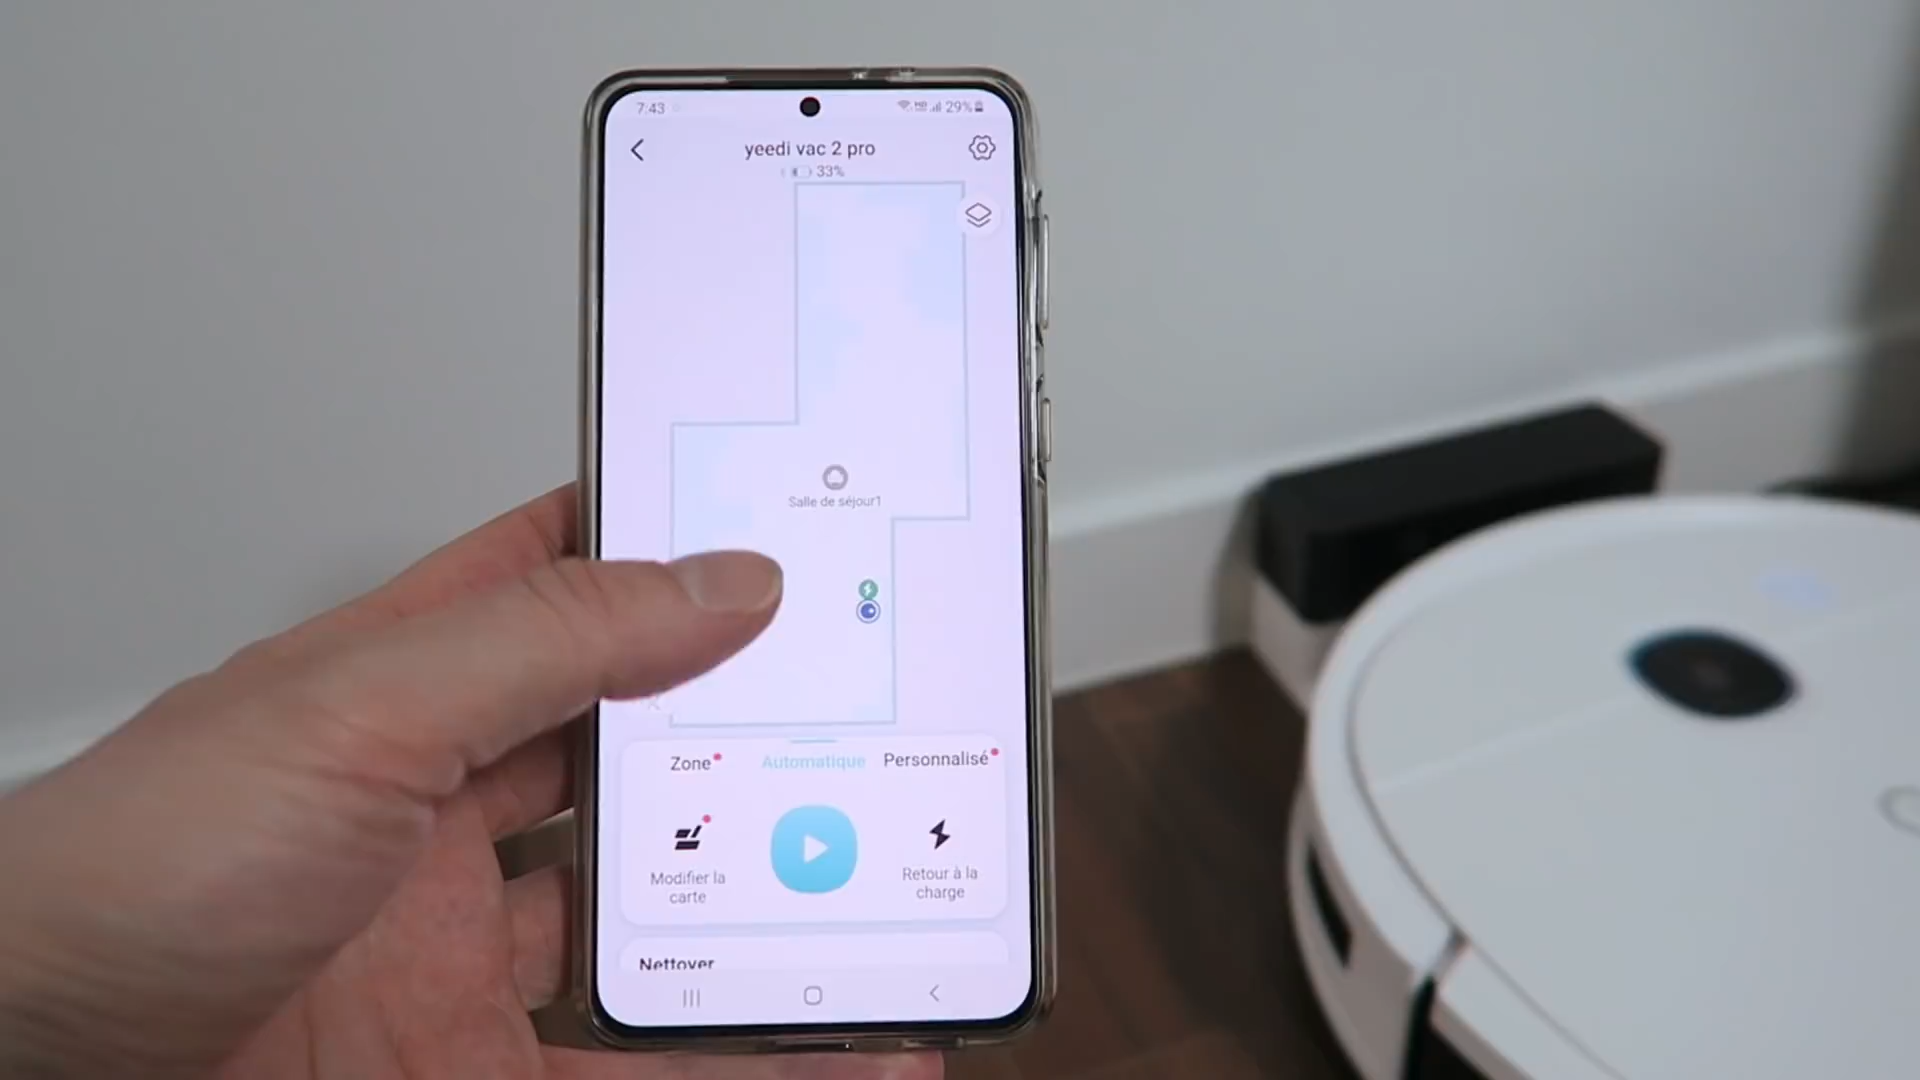 7:43
29%
yeedi vac 2 pro
33%
Salle de séjour1
Zone
Automatique
Personnalisé
Modifier la
carte
Retour à la
charge
Nettoyer